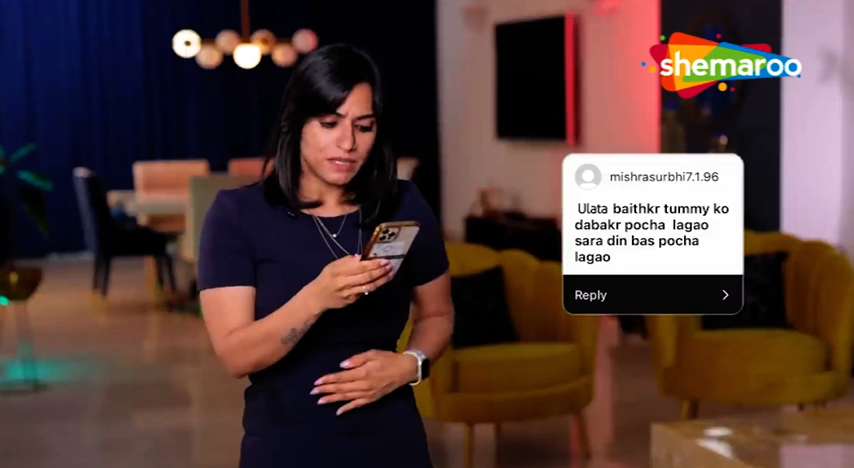 shemaroo
mishrasurbhi7.1.96
Ulata baithkr tummy ko
dabakr pocha lagao
sara din bas pocha
lagao
Reply